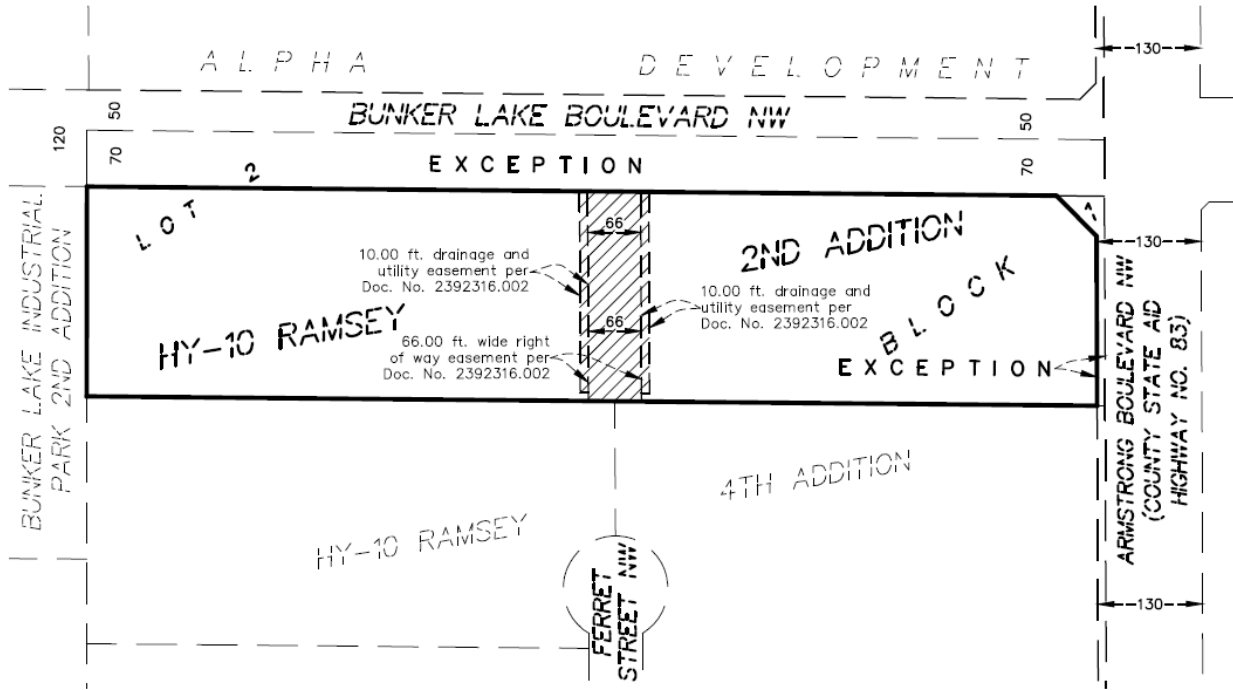 ALPHA DEVELOPMENT
130
50
BUNKER LAKE BOULEVARD NW
50
120
70
EXCEPTION
70
LOT 2
66
2ND ADDITION
130
10.00 ft. drainage and
utility easement per
Doc. No. 2392316.002
10.00 ft. drainage and
utility easement per
Doc. No. 2392316.002
BLOCK
HY-10 RAMSEY
66
66.00 ft. wide right
of way easement per
Doc. No. 2392316.002
EXCEPTION
BUNKER LAKE INDUSTRIAL
PARK 2ND ADDITION
ARMSTRONG BOULEVARD NW
(COUNTY STATE AID
HIGHWAY NO. 83)
4TH ADDITION
HY-10 RAMSEY
FERRET
STREET NW
130